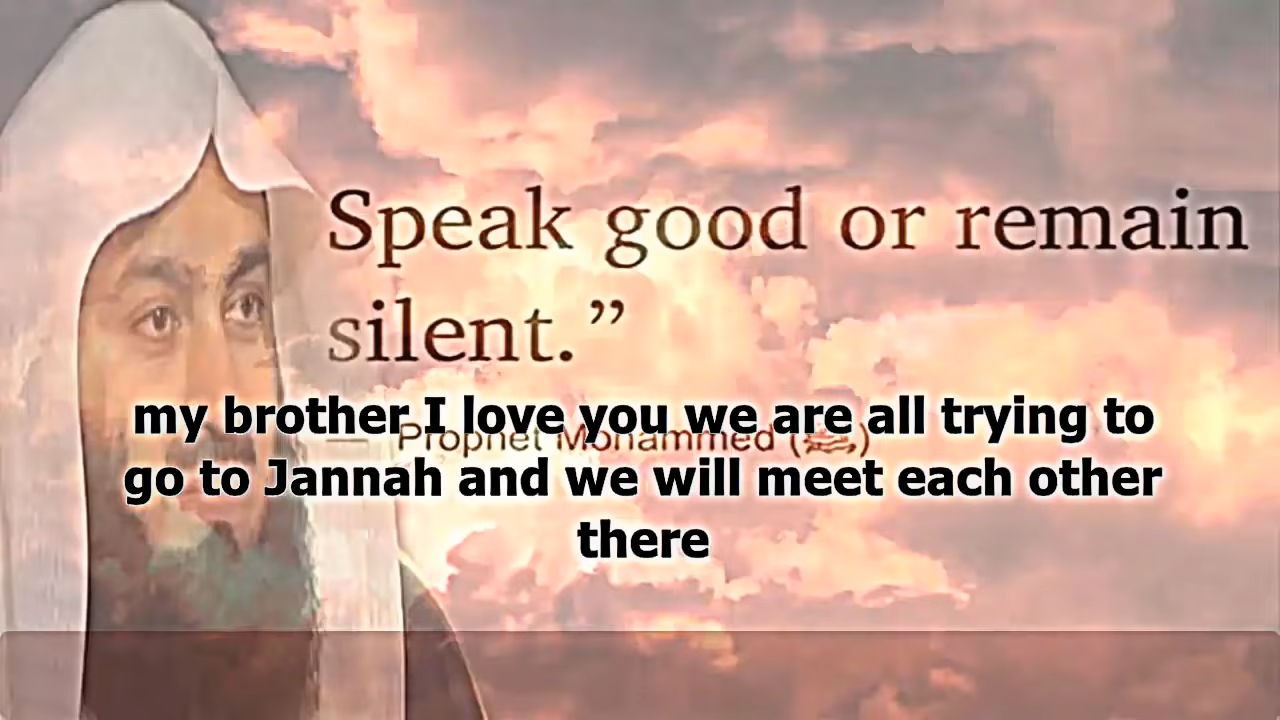 Speak good or remain
silent.”
my brother I love you we are all trying to
— Prophet Mohammed (ﷺ)
go to Jannah and we will meet each other
there